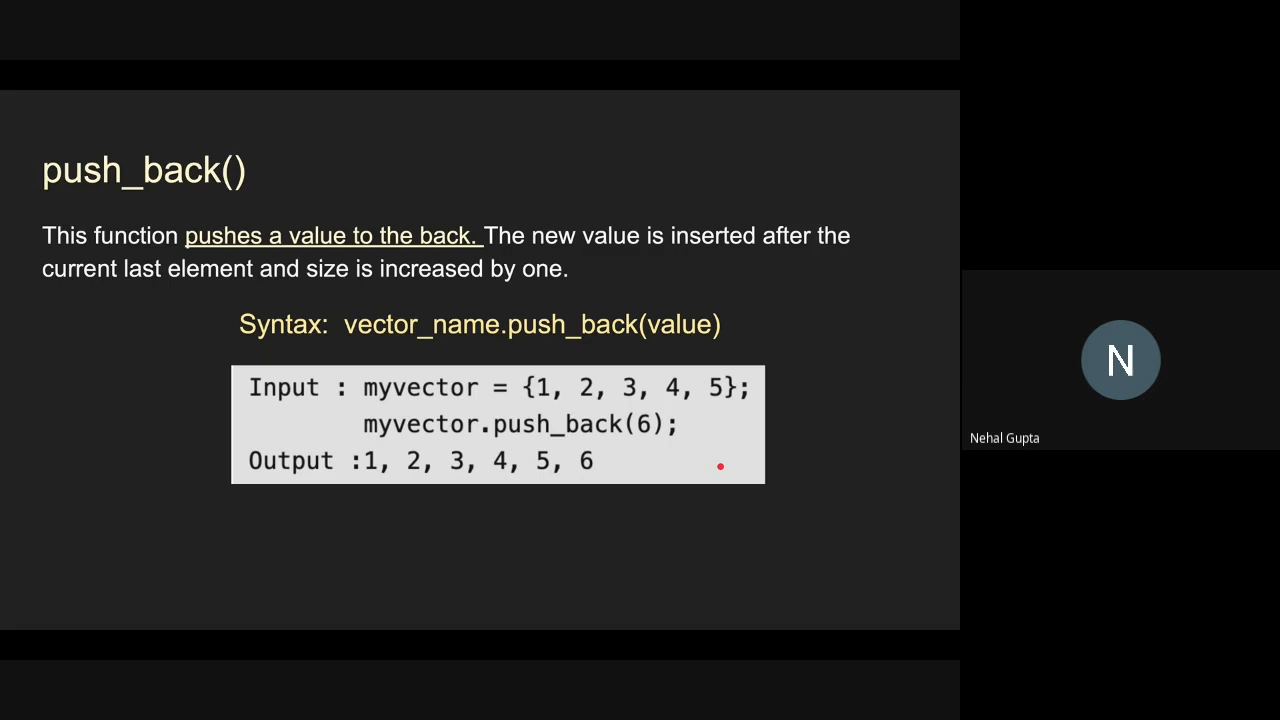 push_back()
This function pushes a value to the back. The new value is inserted after the
current last element and size is increased by one.
Syntax: vector_name.push_back(value)
Input : myvector = {1, 2, 3, 4, 5};
myvector.push_back(6);
Output :1, 2, 3, 4, 5, 6
N
Nehal Gupta